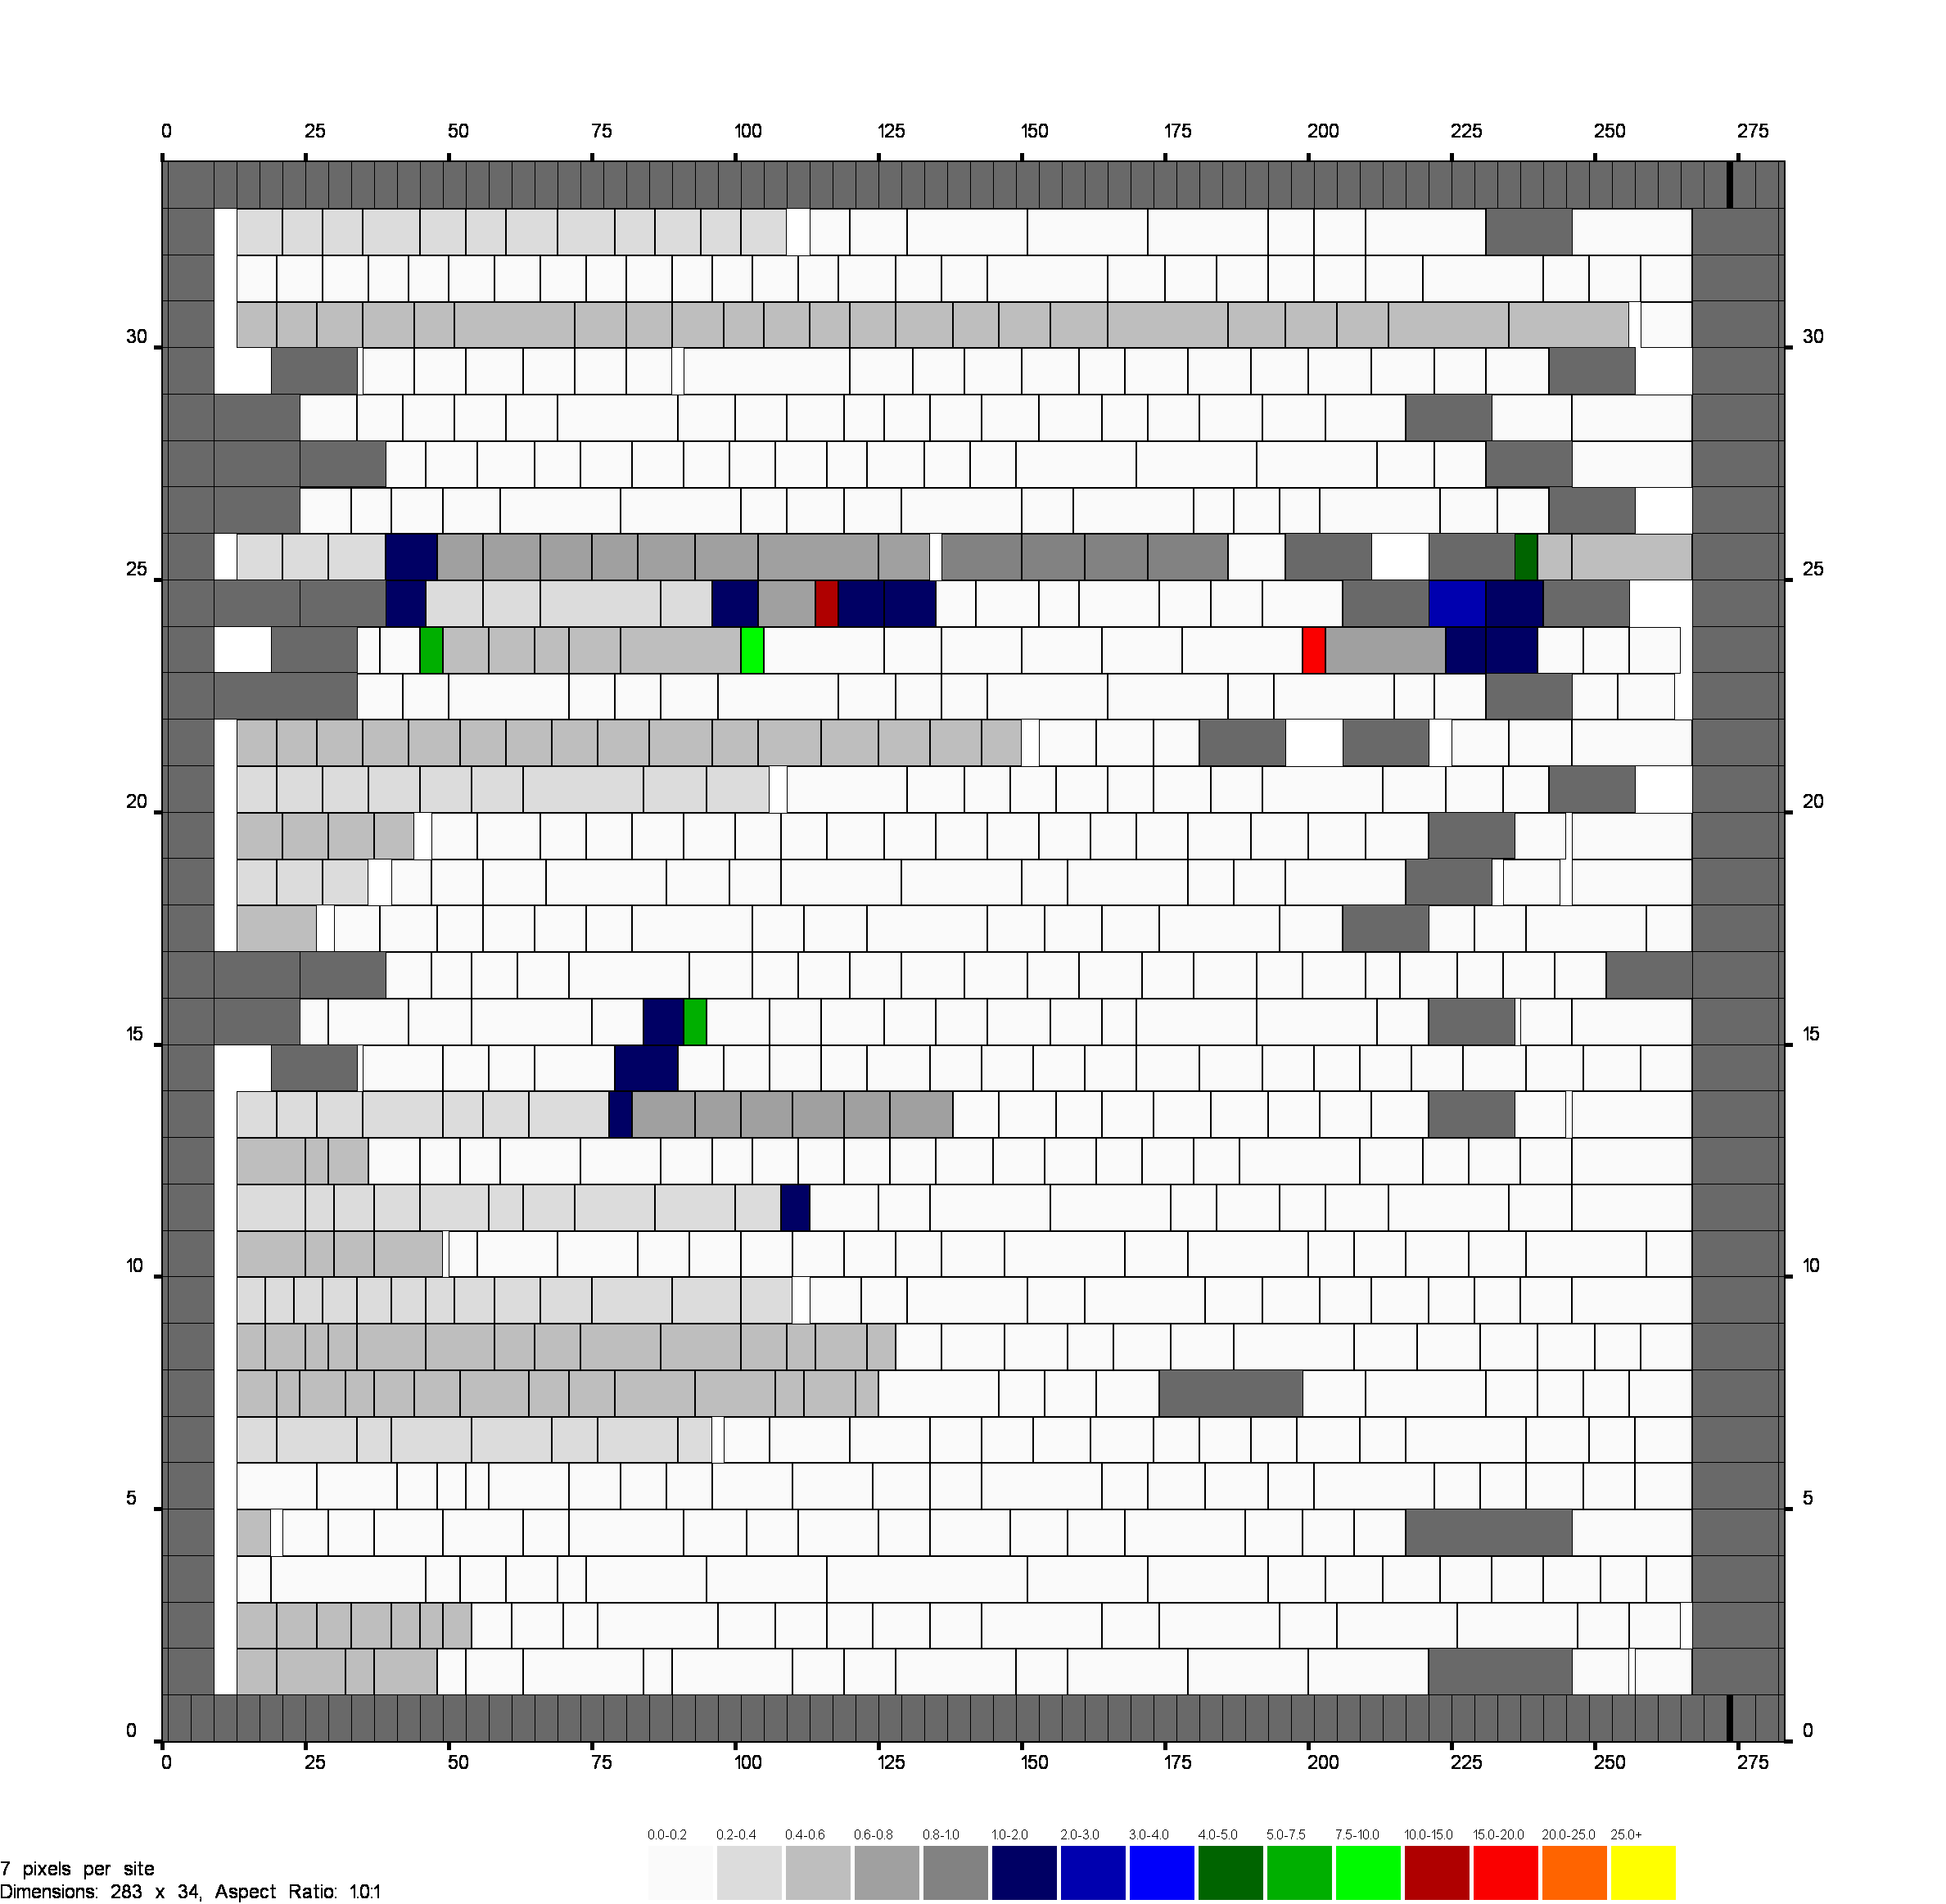 0 25 50 75 100 125 150 175 200 225 250 275
30 30
25 25
20 20
15 15
10 10
5 5
0 0
0 25 50 75 100 125 150 175 200 225 250 275
0.0-0.2 0.2-0.4 0.4-0.6 0.6-0.8 0.8-1.0 1.0-2.0 2.0-3.0 3.0-4.0 4.0-5.0 5.0-7.5 7.5-10.0 10.0-15.0 15.0-20.0 20.0-25.0 25.0+
7 pixels per site
Dimensions: 283 x 34, Aspect Ratio: 1.0:1